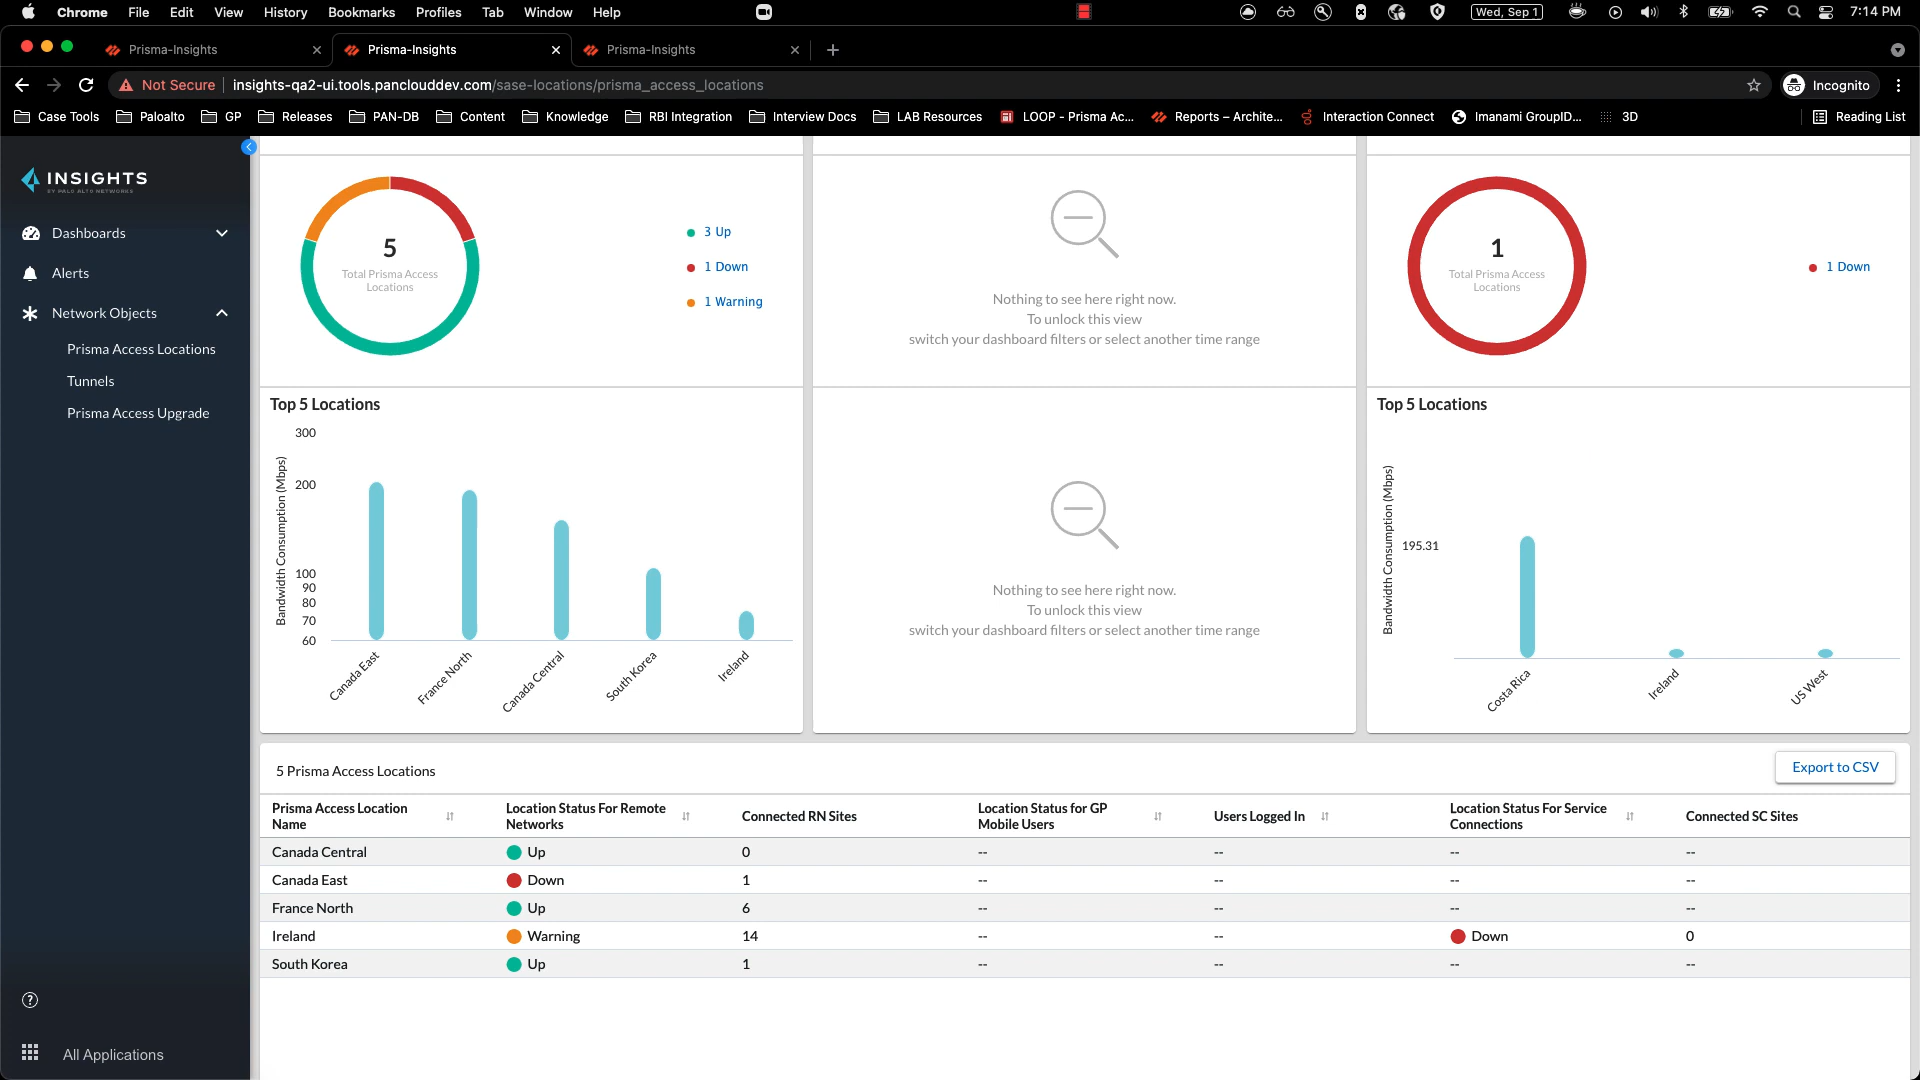 Chrome File Edit View History Bookmarks Profiles Tab Window Help Wed, Sep 1 7:14 PM
Prisma-Insights Prisma-Insights Prisma-Insights
Not Secure insights-qa2-ui.tools.panclouddev.com/sase-locations/prisma_access_locations Incognito
Case Tools Paloalto GP Releases PAN-DB Content Knowledge RBI Integration Interview Docs LAB Resources LOOP - Prisma Ac... Reports – Archite... Interaction Connect Imanami GroupID... 3D Reading List
INSIGHTS
BY PALO ALTO NETWORKS
Dashboards
Alerts
Network Objects
Prisma Access Locations
Tunnels
Prisma Access Upgrade
All Applications
5
Total Prisma Access
Locations
3 Up
1 Down
1 Warning
Nothing to see here right now.
To unlock this view
switch your dashboard filters or select another time range
1
Total Prisma Access
Locations
1 Down
Top 5 Locations
Bandwidth Consumption (Mbps)
300
200
100
90
80
70
60
Canada East
France North
Canada Central
South Korea
Ireland
Nothing to see here right now.
To unlock this view
switch your dashboard filters or select another time range
Top 5 Locations
Bandwidth Consumption (Mbps)
195.31
Costa Rica
Ireland
US West
5 Prisma Access Locations
Export to CSV
Prisma Access Location Name Location Status For Remote Networks Connected RN Sites Location Status for GP Mobile Users Users Logged In Location Status For Service Connections Connected SC Sites
Canada Central Up 0 -- -- -- --
Canada East Down 1 -- -- -- --
France North Up 6 -- -- -- --
Ireland Warning 14 -- -- Down 0
South Korea Up 1 -- -- -- --